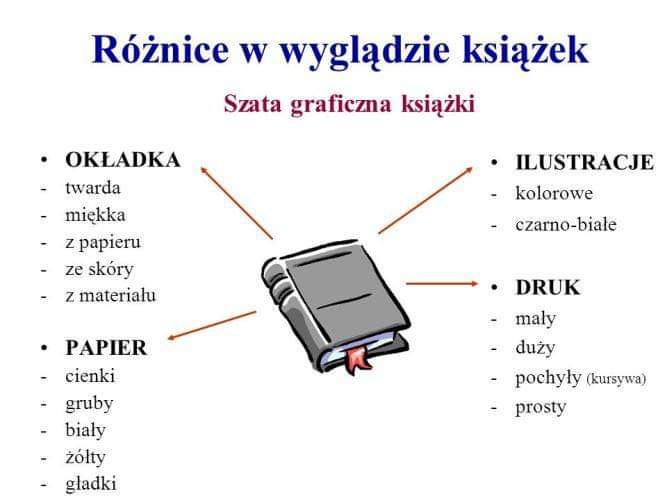 Różnice w wyglądzie książek
Szata graficzna książki
• OKŁADKA
- twarda
- miękka
- z papieru
- ze skóry
- z materiału
• PAPIER
- cienki
- gruby
- biały
- żółty
- gładki
• ILUSTRACJE
- kolorowe
- czarno-białe
• DRUK
- mały
- duży
- pochyły (kursywa)
- prosty